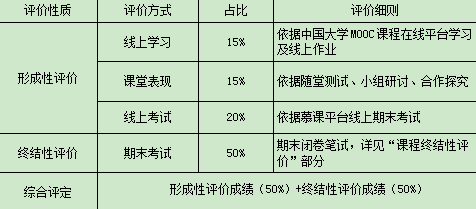 评价性质 评价方式 占比 评价细则
形成性评价 线上学习 15% 依据中国大学MOOC课程在线平台学习
及线上作业
课堂表现 15% 依据随堂测试、小组研讨、合作探究
线上考试 20% 依据慕课平台线上期末考试
终结性评价 期末考试 50% 期末闭卷笔试，详见“课程终结性评
价”部分
综合评定 形成性评价成绩（50%）+终结性评价成绩（50%）